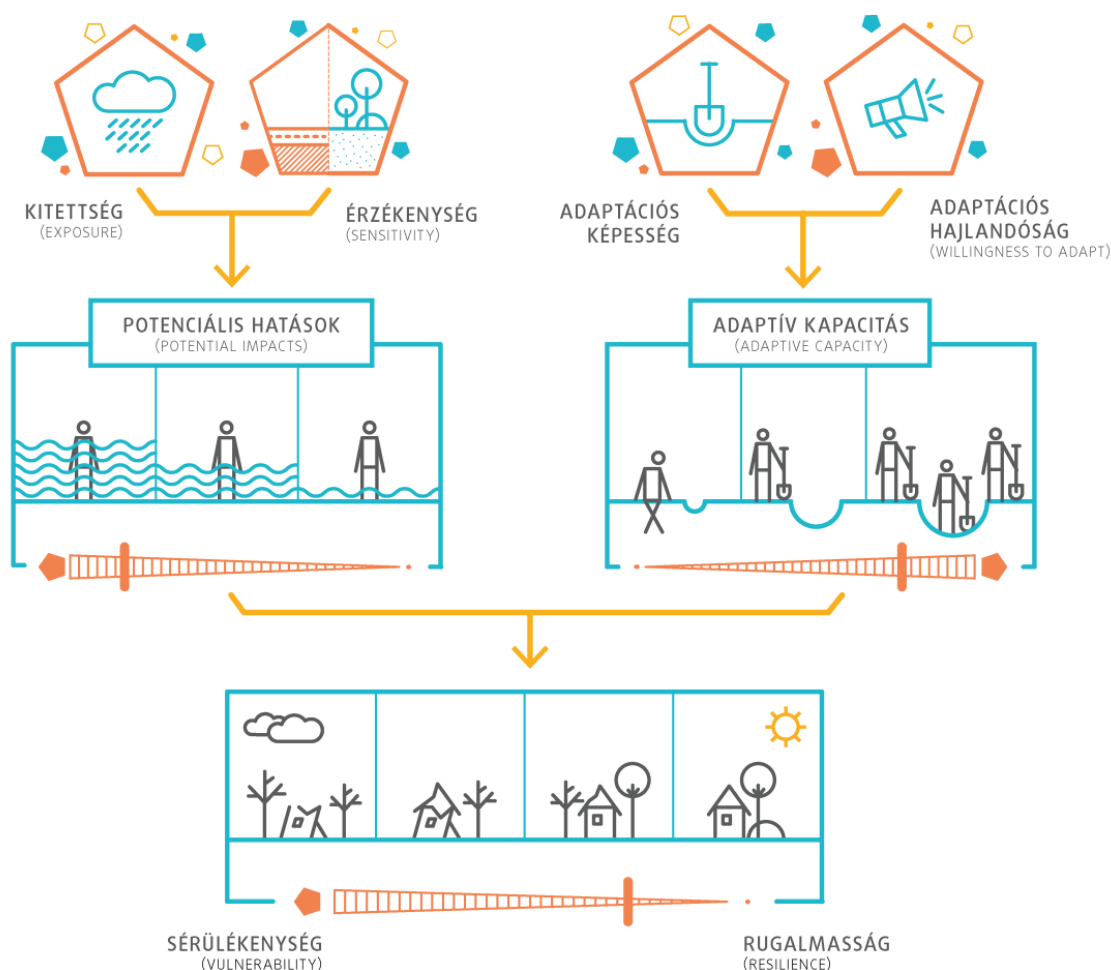 KITETTSÉG
(EXPOSURE)
ÉRZÉKENYSÉG
(SENSITIVITY)
ADAPTÁCIÓS
KÉPESSÉG
ADAPTÁCIÓS
HAJLANDÓSÁG
(WILLINGNESS TO ADAPT)
POTENCIÁLIS HATÁSOK
(POTENTIAL IMPACTS)
ADAPTÍV KAPACITÁS
(ADAPTIVE CAPACITY)
SÉRÜLÉKENYSÉG
(VULNERABILITY)
RUGALMASSÁG
(RESILIENCE)